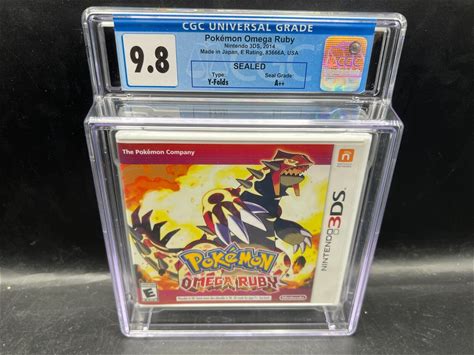 CGC UNIVERSAL GRADE
9.8
Pokémon Omega Ruby
Nintendo 3DS, 2014
Made in Japan, E Rating, 83666A, USA
SEALED
Type:
Y-Folds
Seal Grade
A++
CGC
The Pokémon Company
NINTENDO 3DS
POKÉMON
OMEGA RUBY
E
Nintendo